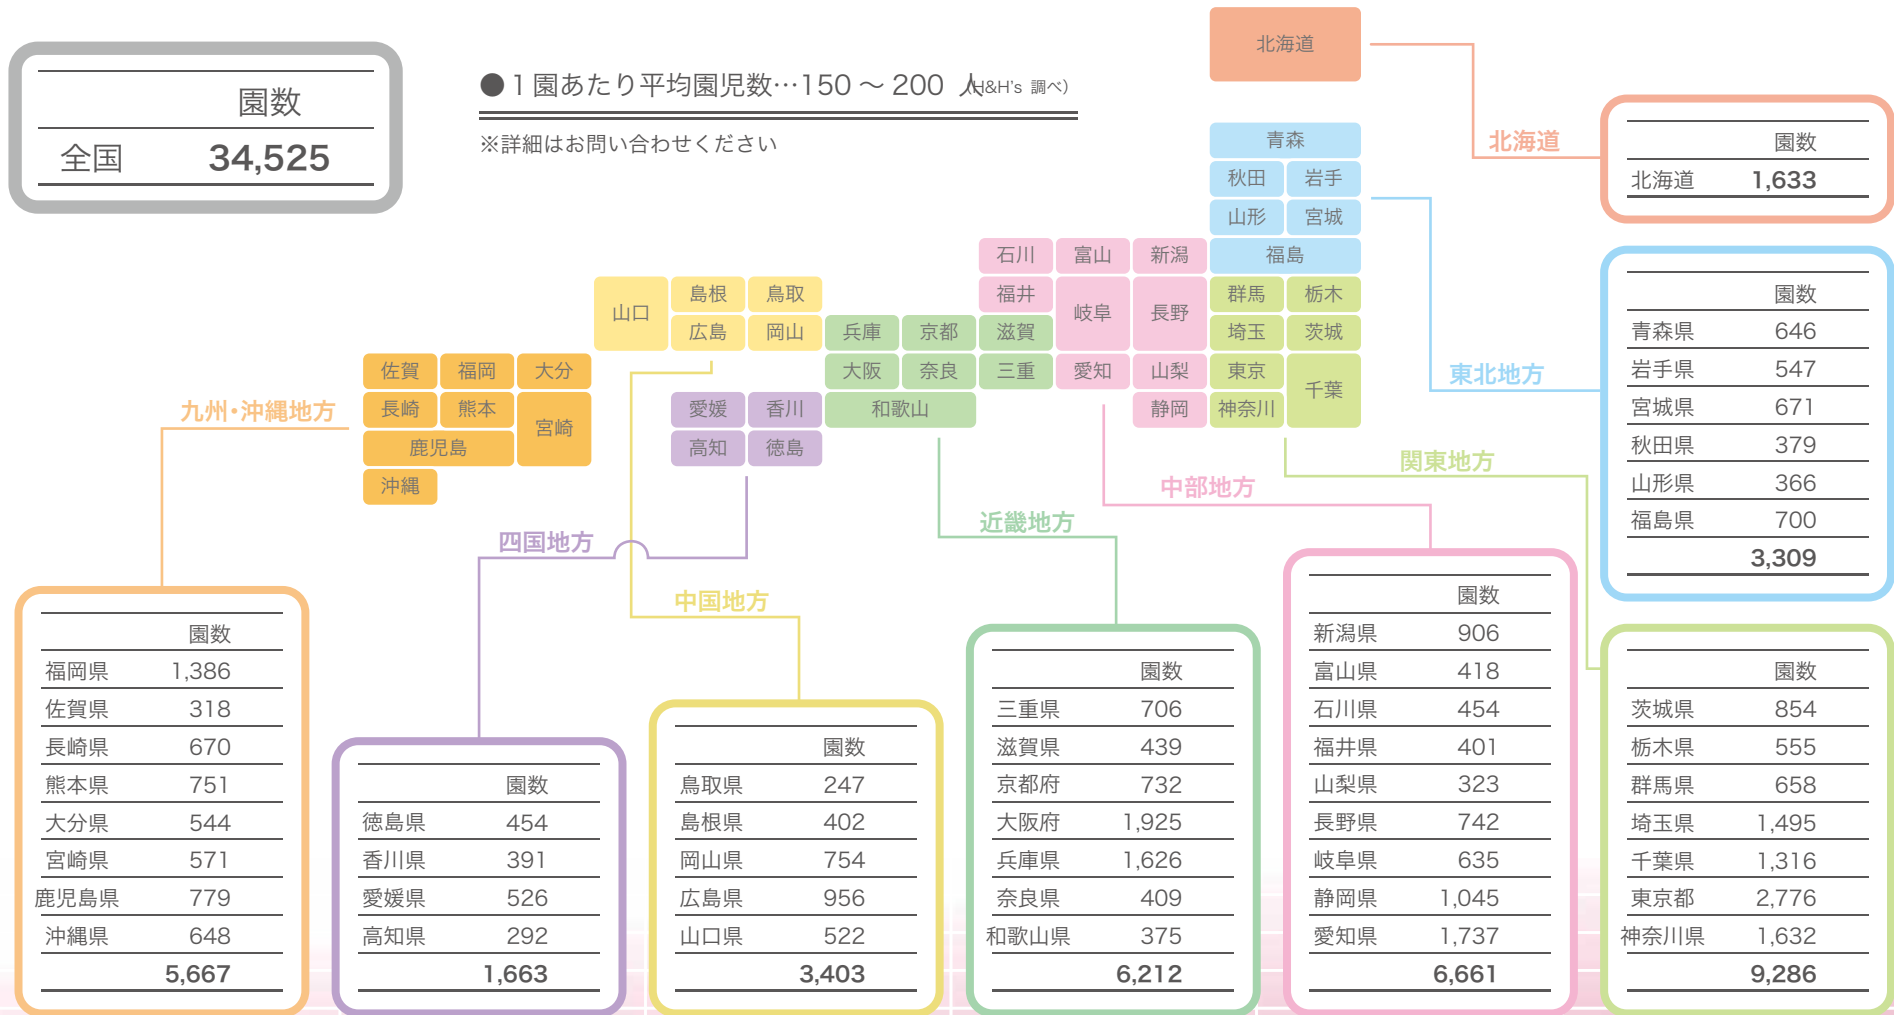 園数
全国 34,525
●1園あたり平均園児数…150 ～ 200 人(H&H's 調べ)
※詳細はお問い合わせください
北海道
青森
秋田 岩手
山形 宮城
福島
石川 富山 新潟
福井 岐阜 長野
群馬 栃木
埼玉 茨城
東京 千葉
神奈川
愛知 山梨
静岡
山口 島根 鳥取
広島 岡山
兵庫 京都 滋賀
大阪 奈良 三重
和歌山
愛媛 香川
高知 徳島
佐賀 福岡 大分
長崎 熊本 宮崎
鹿児島
沖縄
北海道
園数
北海道 1,633
東北地方
園数
青森県 646
岩手県 547
宮城県 671
秋田県 379
山形県 366
福島県 700
3,309
関東地方
園数
茨城県 854
栃木県 555
群馬県 658
埼玉県 1,495
千葉県 1,316
東京都 2,776
神奈川県 1,632
9,286
中部地方
園数
新潟県 906
富山県 418
石川県 454
福井県 401
山梨県 323
長野県 742
岐阜県 635
静岡県 1,045
愛知県 1,737
6,661
近畿地方
園数
三重県 706
滋賀県 439
京都府 732
大阪府 1,925
兵庫県 1,626
奈良県 409
和歌山県 375
6,212
中国地方
園数
鳥取県 247
島根県 402
岡山県 754
広島県 956
山口県 522
3,403
四国地方
園数
徳島県 454
香川県 391
愛媛県 526
高知県 292
1,663
九州・沖縄地方
園数
福岡県 1,386
佐賀県 318
長崎県 670
熊本県 751
大分県 544
宮崎県 571
鹿児島県 779
沖縄県 648
5,667